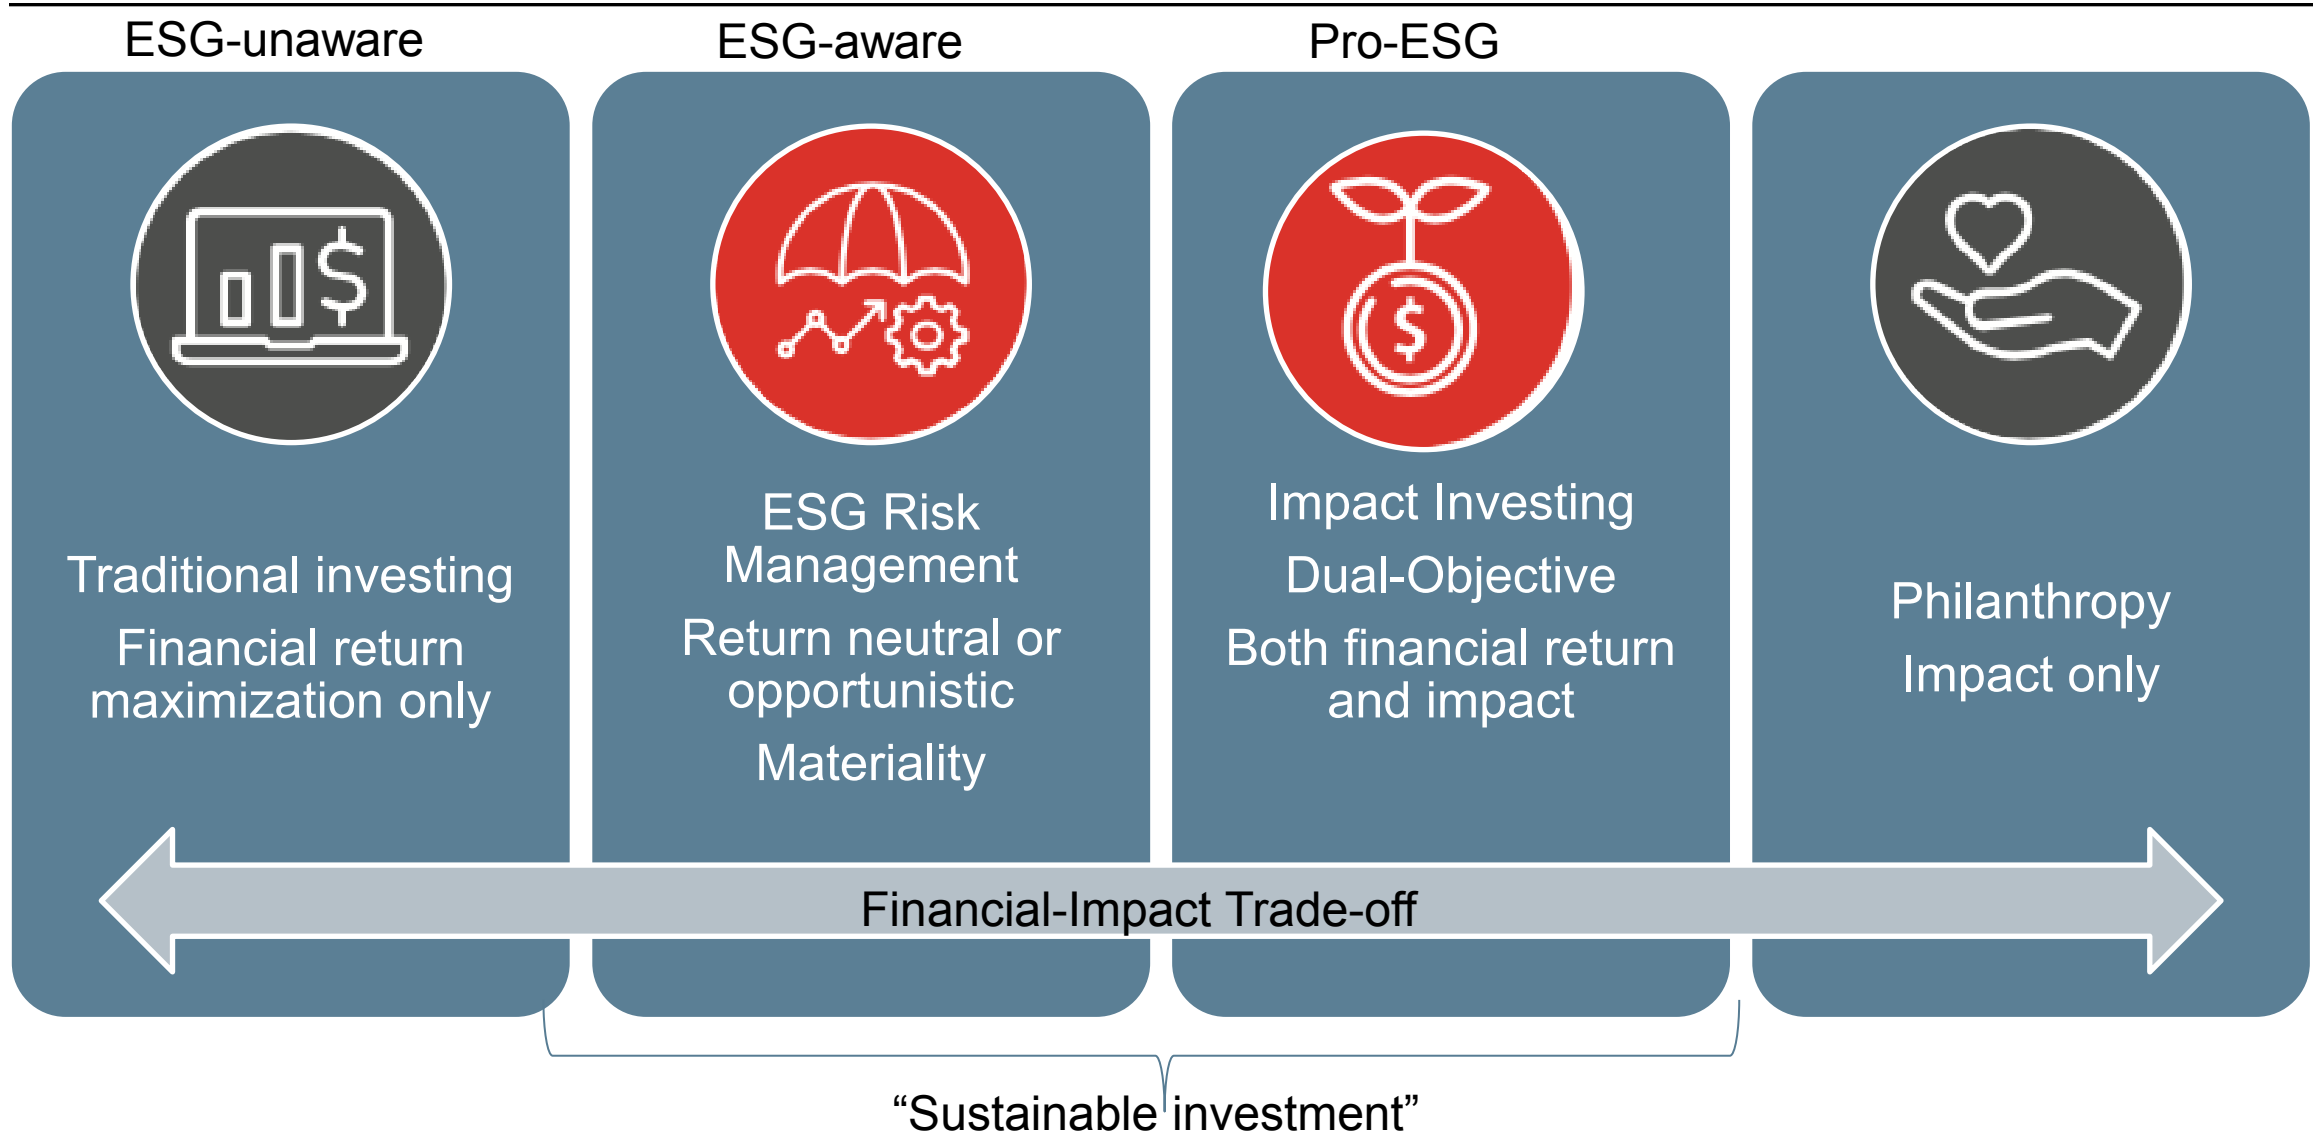 ESG-unaware
ESG-aware
Pro-ESG
Traditional investing
Financial return
maximization only
ESG Risk
Management
Return neutral or
opportunistic
Materiality
Impact Investing
Dual-Objective
Both financial return
and impact
Philanthropy
Impact only
Financial-Impact Trade-off
“Sustainable investment”